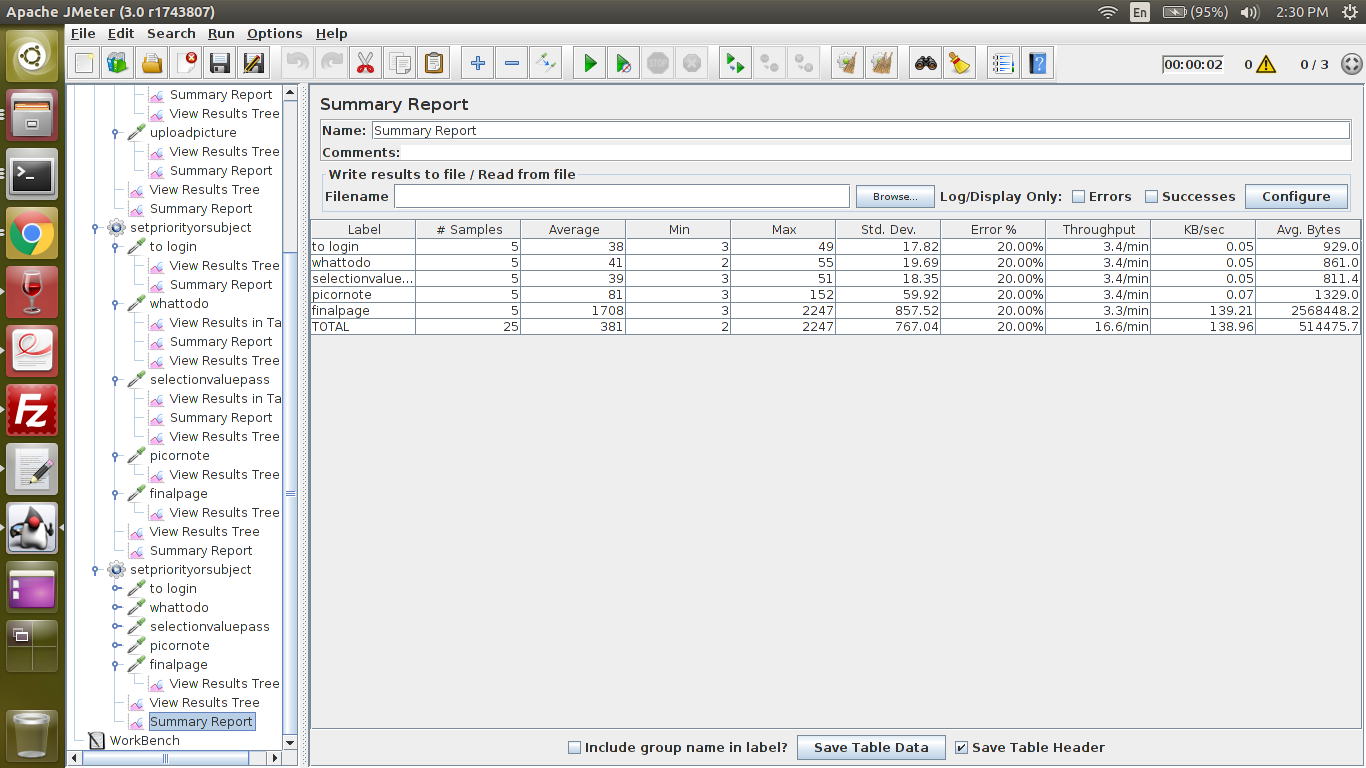 Apache JMeter (3.0 r1743807)
En
(95%)
2:30 PM
File Edit Search Run Options Help
00:00:02
0
0 / 3
Summary Report
View Results Tree
uploadpicture
View Results Tree
Summary Report
View Results Tree
Summary Report
setpriorityorsubject
to login
View Results Tree
Summary Report
whattodo
View Results in Ta
Summary Report
View Results Tree
selectionvaluepass
View Results in Ta
Summary Report
View Results Tree
picornote
View Results Tree
finalpage
View Results Tree
View Results Tree
Summary Report
setpriorityorsubject
to login
whattodo
selectionvaluepass
picornote
finalpage
View Results Tree
View Results Tree
Summary Report
WorkBench
Summary Report
Name: Summary Report
Comments:
Write results to file / Read from file
Filename Browse... Log/Display Only: Errors Successes Configure
Label # Samples Average Min Max Std. Dev. Error % Throughput KB/sec Avg. Bytes
to login 5 38 3 49 17.82 20.00% 3.4/min 0.05 929.0
whattodo 5 41 2 55 19.69 20.00% 3.4/min 0.05 861.0
selectionvalue... 5 39 3 51 18.35 20.00% 3.4/min 0.05 811.4
picornote 5 81 3 152 59.92 20.00% 3.4/min 0.07 1329.0
finalpage 5 1708 3 2247 857.52 20.00% 3.3/min 139.21 2568448.2
TOTAL 25 381 2 2247 767.04 20.00% 16.6/min 138.96 514475.7
Include group name in label? Save Table Data Save Table Header